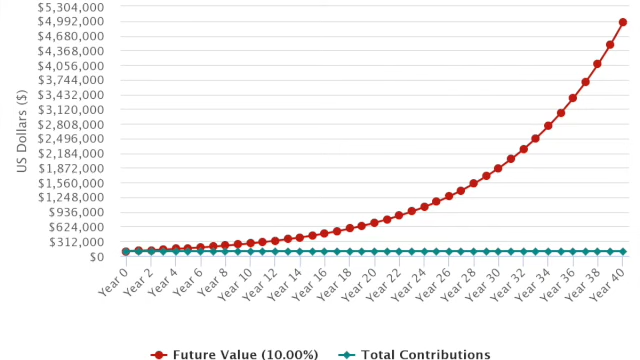 $5,304,000
$4,992,000
$4,680,000
$4,368,000
$4,056,000
$3,744,000
$3,432,000
$3,120,000
$2,808,000
$2,496,000
$2,184,000
$1,872,000
$1,560,000
$1,248,000
$936,000
$624,000
$312,000
$0
US Dollars ($)
Year 0
Year 2
Year 4
Year 6
Year 8
Year 10
Year 12
Year 14
Year 16
Year 18
Year 20
Year 22
Year 24
Year 26
Year 28
Year 30
Year 32
Year 34
Year 36
Year 38
Year 40
Future Value (10.00%)
Total Contributions